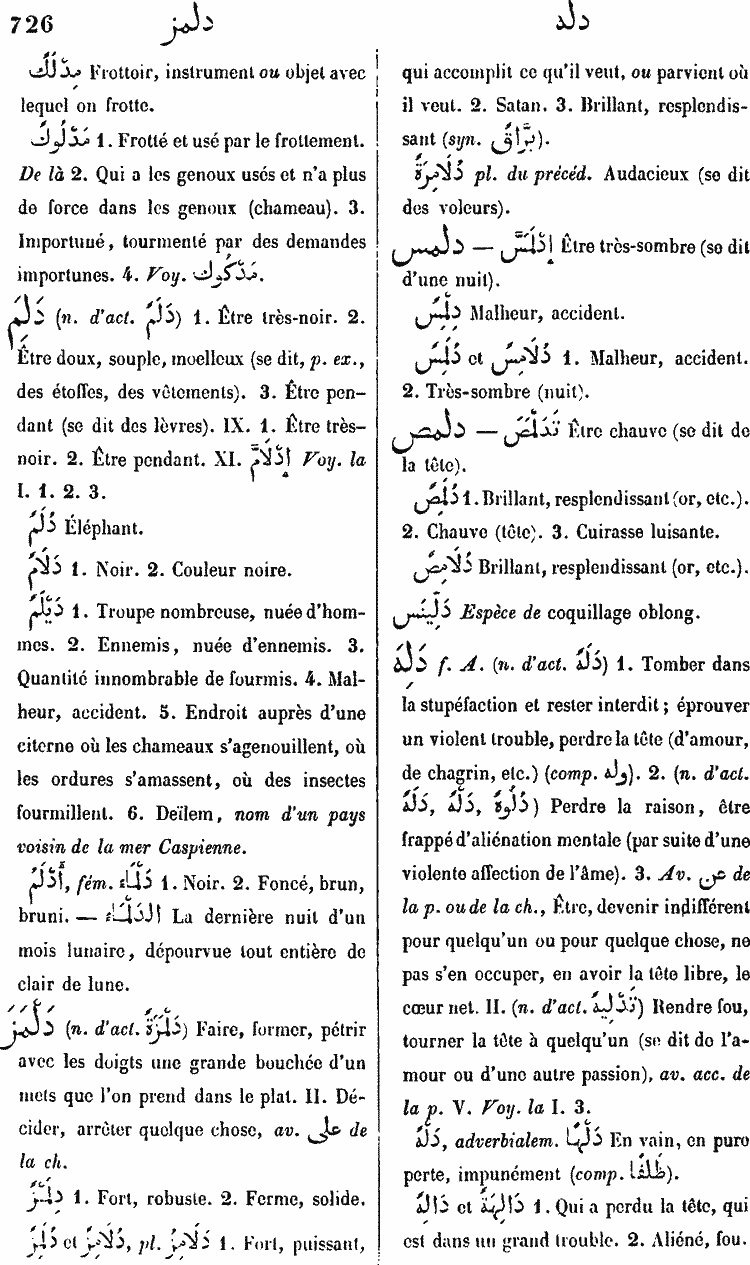 726 دلمز دله
مِدْلَكٌ Frottoir, instrument ou objet avec
lequel on frotte.
مَدْلُوكٌ 1. Frotté et usé par le frottement.
De là 2. Qui a les genoux usés et n'a plus
de force dans les genoux (chameau). 3.
Importuné, tourmenté par des demandes
importunes. 4. Voy. مَدْكُوك.
دَلِمَ (n. d'act. دَلَمٌ) 1. Être très-noir. 2.
Être doux, souple, moelleux (se dit, p. ex.,
des étoffes, des vêtements). 3. Être pen-
dant (se dit des lèvres). IX. 1. Être très-
noir. 2. Être pendant. XI. إِدْلَامَّ Voy. la
I. 1. 2. 3.
دُلَمٌ Éléphant.
دَلَامٌ 1. Noir. 2. Couleur noire.
دَيْلَمٌ 1. Troupe nombreuse, nuée d'hom-
mes. 2. Ennemis, nuée d'ennemis. 3.
Quantité innombrable de fourmis. 4. Mal-
heur, accident. 5. Endroit auprès d'une
citerne où les chameaux s'agenouillent, où
les ordures s'amassent, où des insectes
fourmillent. 6. Deïlem, nom d'un pays
voisin de la mer Caspienne.
أَدْلَمُ, fém. دَلْمَاءُ 1. Noir. 2. Foncé, brun,
bruni. — الدَّلْمَاءُ La dernière nuit d'un
mois lunaire, dépourvue tout entière de
clair de lune.
دَلْمَزَ (n. d'act. دَلْمَزَةٌ) Faire, former, pétrir
avec les doigts une grande bouchée d'un
mets que l'on prend dans le plat. II. Dé-
cider, arrêter quelque chose, av. على de
la ch.
دِلْمِزٌ 1. Fort, robuste. 2. Ferme, solide.
دُلَمِزٌ et دُلَامِزٌ, pl. دَلَامِزُ 1. Fort, puissant,
qui accomplit ce qu'il veut, ou parvient où
il veut. 2. Satan. 3. Brillant, resplendis-
sant (syn. بَرَّاقٌ).
دُلَامِزَةٌ pl. du précéd. Audacieux (se dit
des voleurs).
دلمس — إِدْلَمَّسَ Être très-sombre (se dit
d'une nuit).
دِلْمِسٌ Malheur, accident.
دُلَمِسٌ et دُلَامِسٌ 1. Malheur, accident.
2. Très-sombre (nuit).
دلمص — تَدَلْمَصَ Être chauve (se dit de
la tête).
دُلَمِصٌ 1. Brillant, resplendissant (or, etc.).
2. Chauve (tête). 3. Cuirasse luisante.
دُلَامِصٌ Brillant, resplendissant (or, etc.).
دَلِّينَس Espèce de coquillage oblong.
دَلِهَ f. A. (n. d'act. دَلَهٌ) 1. Tomber dans
la stupéfaction et rester interdit; éprouver
un violent trouble, perdre la tête (d'amour,
de chagrin, etc.) (comp. وله). 2. (n. d'act.
دَلَهٌ, دَلْهٌ, دُلُوهٌ) Perdre la raison, être
frappé d'aliénation mentale (par suite d'une
violente affection de l'âme). 3. Av. عن de
la p. ou de la ch., Être, devenir indifférent
pour quelqu'un ou pour quelque chose, ne
pas s'en occuper, en avoir la tête libre, le
cœur net. II. (n. d'act. تَدْلِيهٌ) Rendre fou,
tourner la tête à quelqu'un (se dit de l'a-
mour ou d'une autre passion), av. acc. de
la p. V. Voy. la I. 3.
دَلْهٌ, adverbialem. دَلْهًا En vain, en pure
perte, impunément (comp. طَلَفًا).
دَالِهٌ et دَالِهَةٌ 1. Qui a perdu la tête, qui
est dans un grand trouble. 2. Aliéné, fou.